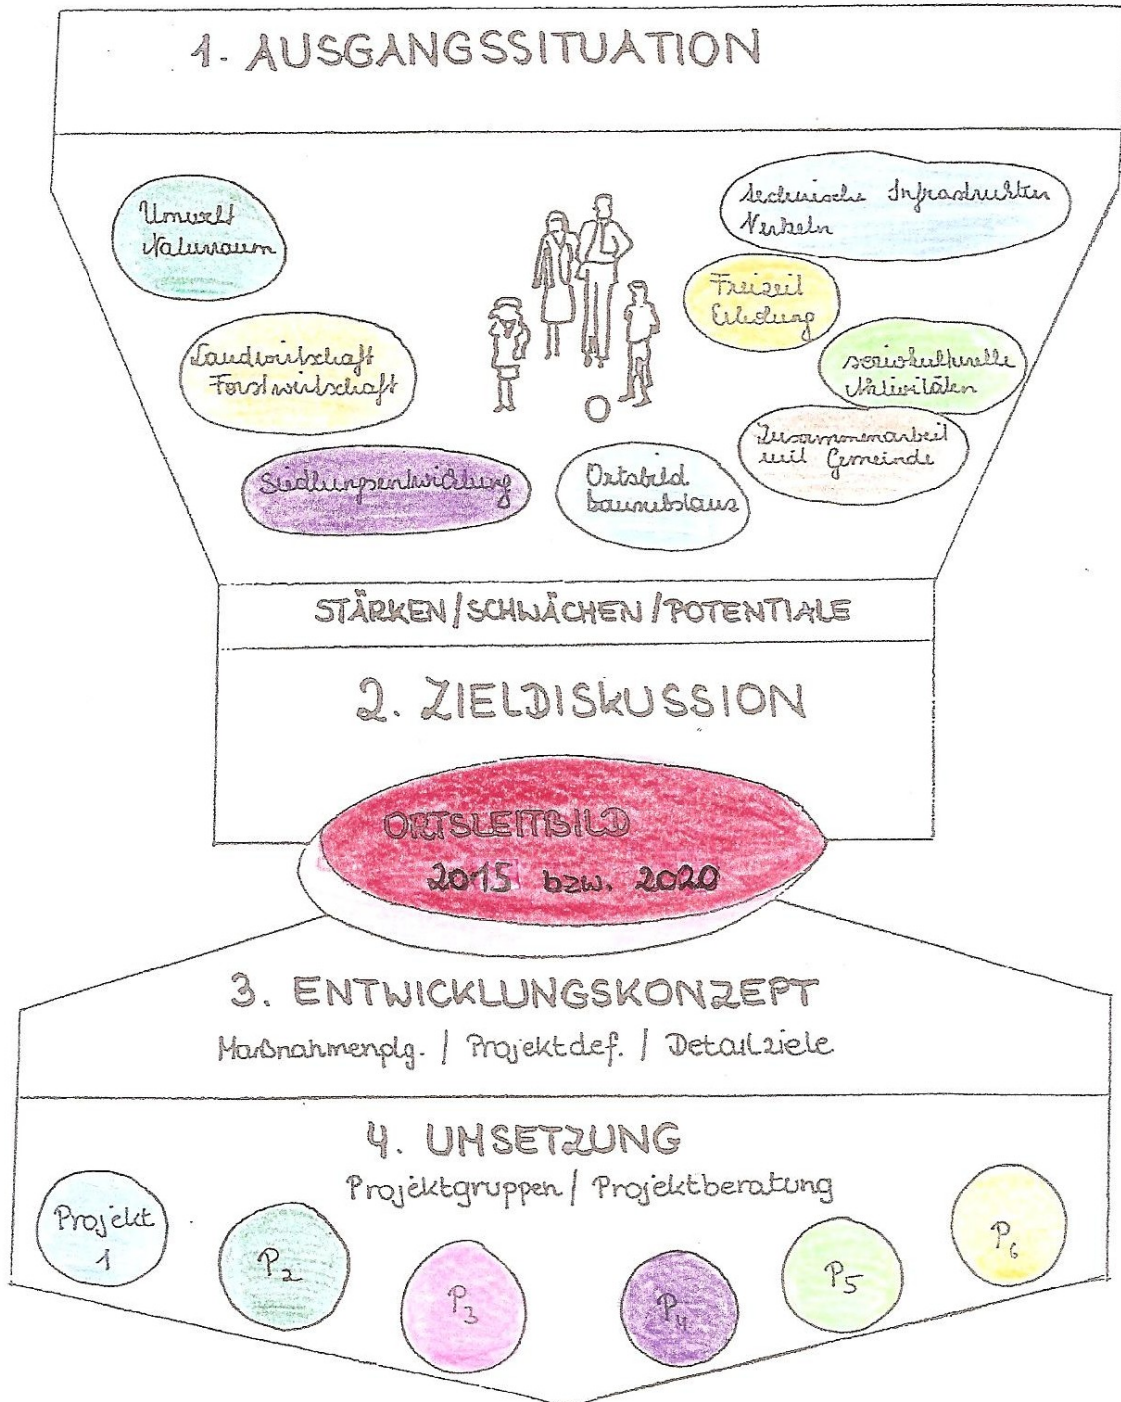 1. AUSGANGSSITUATION
Umwelt
Naturraum
technische Infrastruktur
Verkehr
Freizeit
Erholung
Landwirtschaft
Forstwirtschaft
soziokulturelle
Aktivitäten
Zusammenarbeit
mit Gemeinde
Siedlungsentwicklung
Ortsbild
STÄRKEN/SCHWÄCHEN/POTENTIALE
2. ZIELDISKUSSION
ORTSLEITBILD
2015 bzw. 2020
3. ENTWICKLUNGSKONZEPT
Maßnahmenplg. / Projektdef. / Detailziele
4. UMSETZUNG
Projektgruppen / Projektberatung
Projekt
1
P2
P3
P4
P5
P6